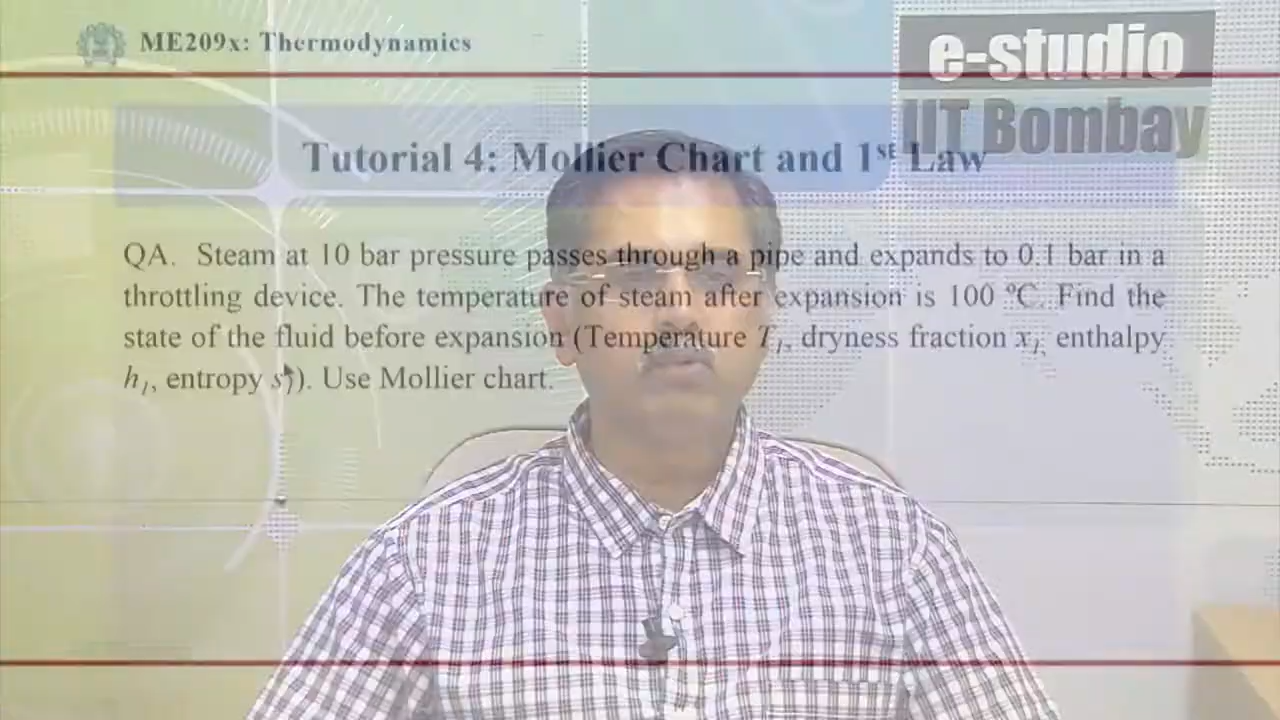 ME209x: Thermodynamics
e-studio
IIT Bombay
Tutorial 4: Mollier Chart and 1st Law
QA. Steam at 10 bar pressure passes through a pipe and expands to 0.1 bar in a
throttling device. The temperature of steam after expansion is 100 ºC. Find the
state of the fluid before expansion (Temperature T1, dryness fraction x1, enthalpy
h1, entropy s1)). Use Mollier chart.